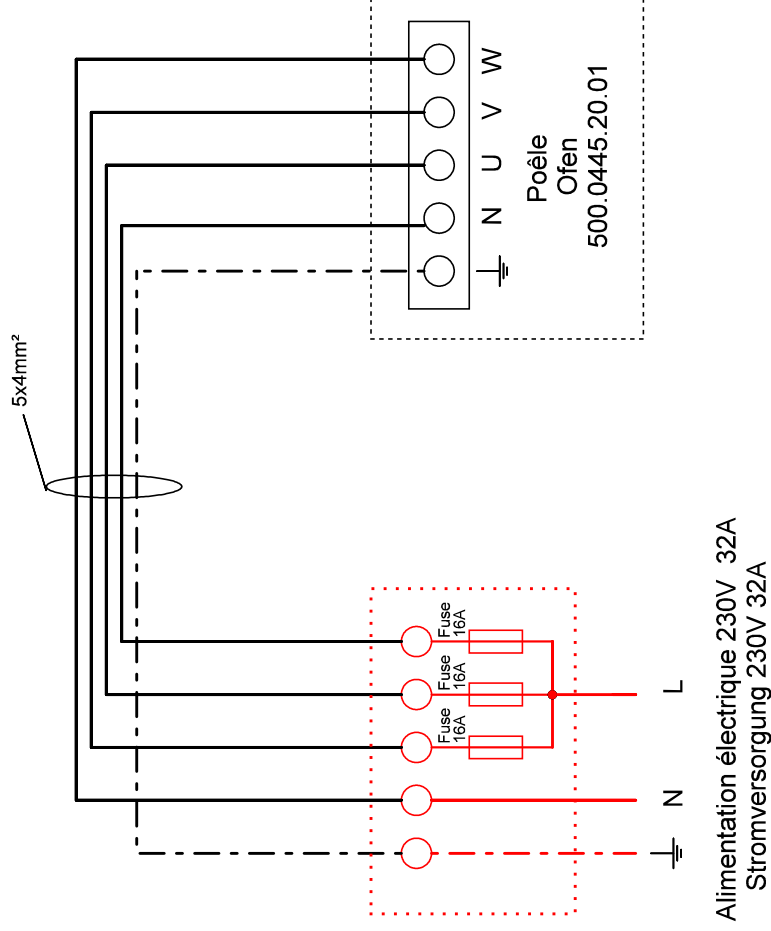 5x4mm²
W
V
U
N
Poêle
Ofen
500.0445.20.01
Fuse
16A
Fuse
16A
Fuse
16A
L
N
Alimentation électrique 230V 32A
Stromversorgung 230V 32A